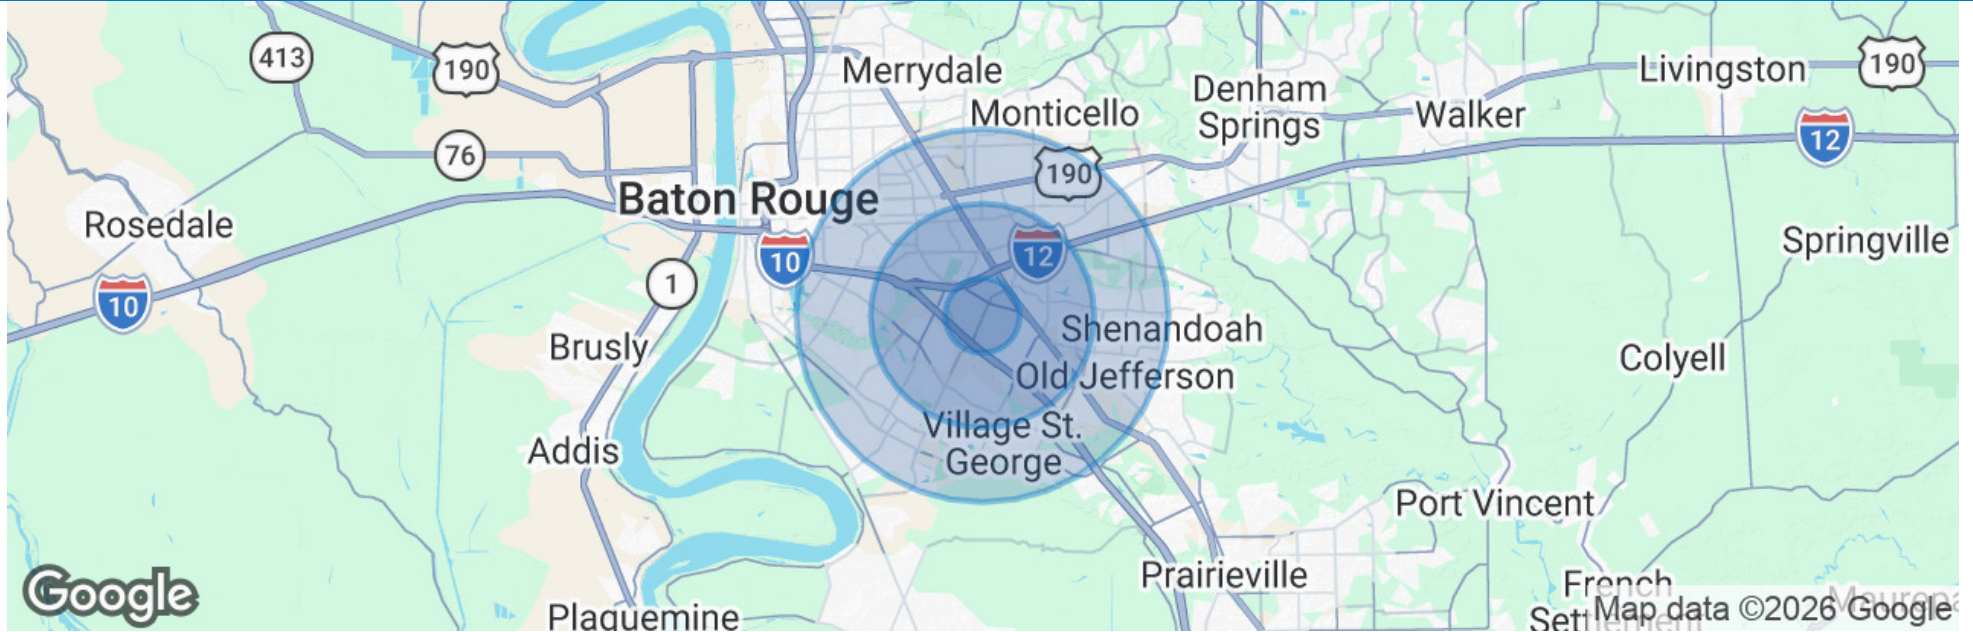 413
190
Merrydale
Monticello
Denham
Springs
Walker
Livingston
190
12
76
190
Baton Rouge
Rosedale
10
12
Springville
10
1
Brusly
Shenandoah
Colyell
Old Jefferson
Village St.
George
Addis
Port Vincent
Prairieville
French
Settlement
Google
Plaquemine
Map data ©2026 Google